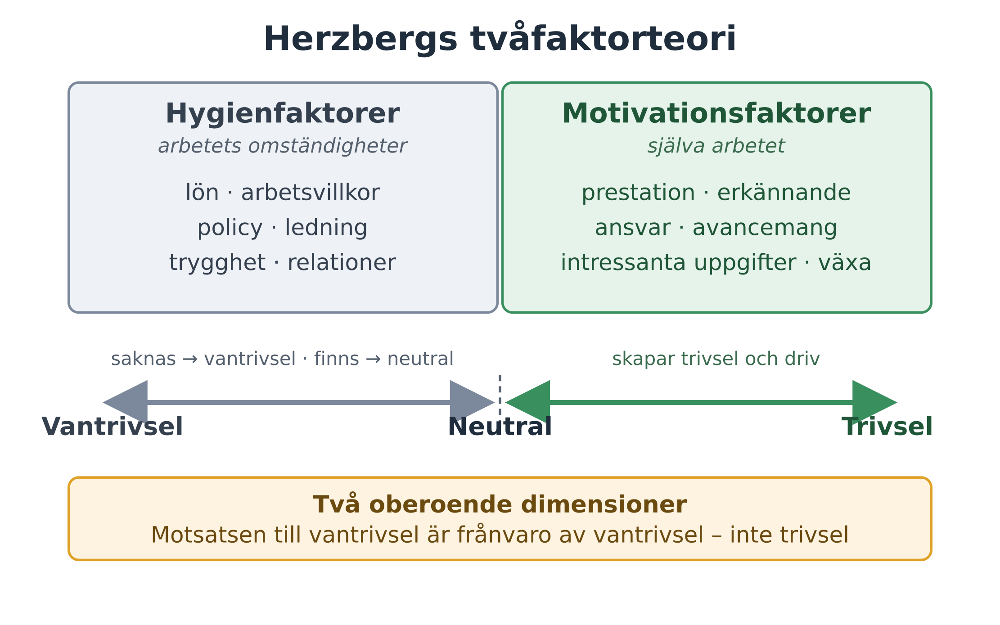 Herzbergs tvåfaktorteori
Hygienfaktorer
arbetets omständigheter
lön · arbetsvillkor
policy · ledning
trygghet · relationer
Motivationsfaktorer
själva arbetet
prestation · erkännande
ansvar · avancemang
intressanta uppgifter · växa
saknas → vantrivsel · finns → neutral
skapar trivsel och driv
Vantrivsel
Neutral
Trivsel
Två oberoende dimensioner
Motsatsen till vantrivsel är frånvaro av vantrivsel – inte trivsel